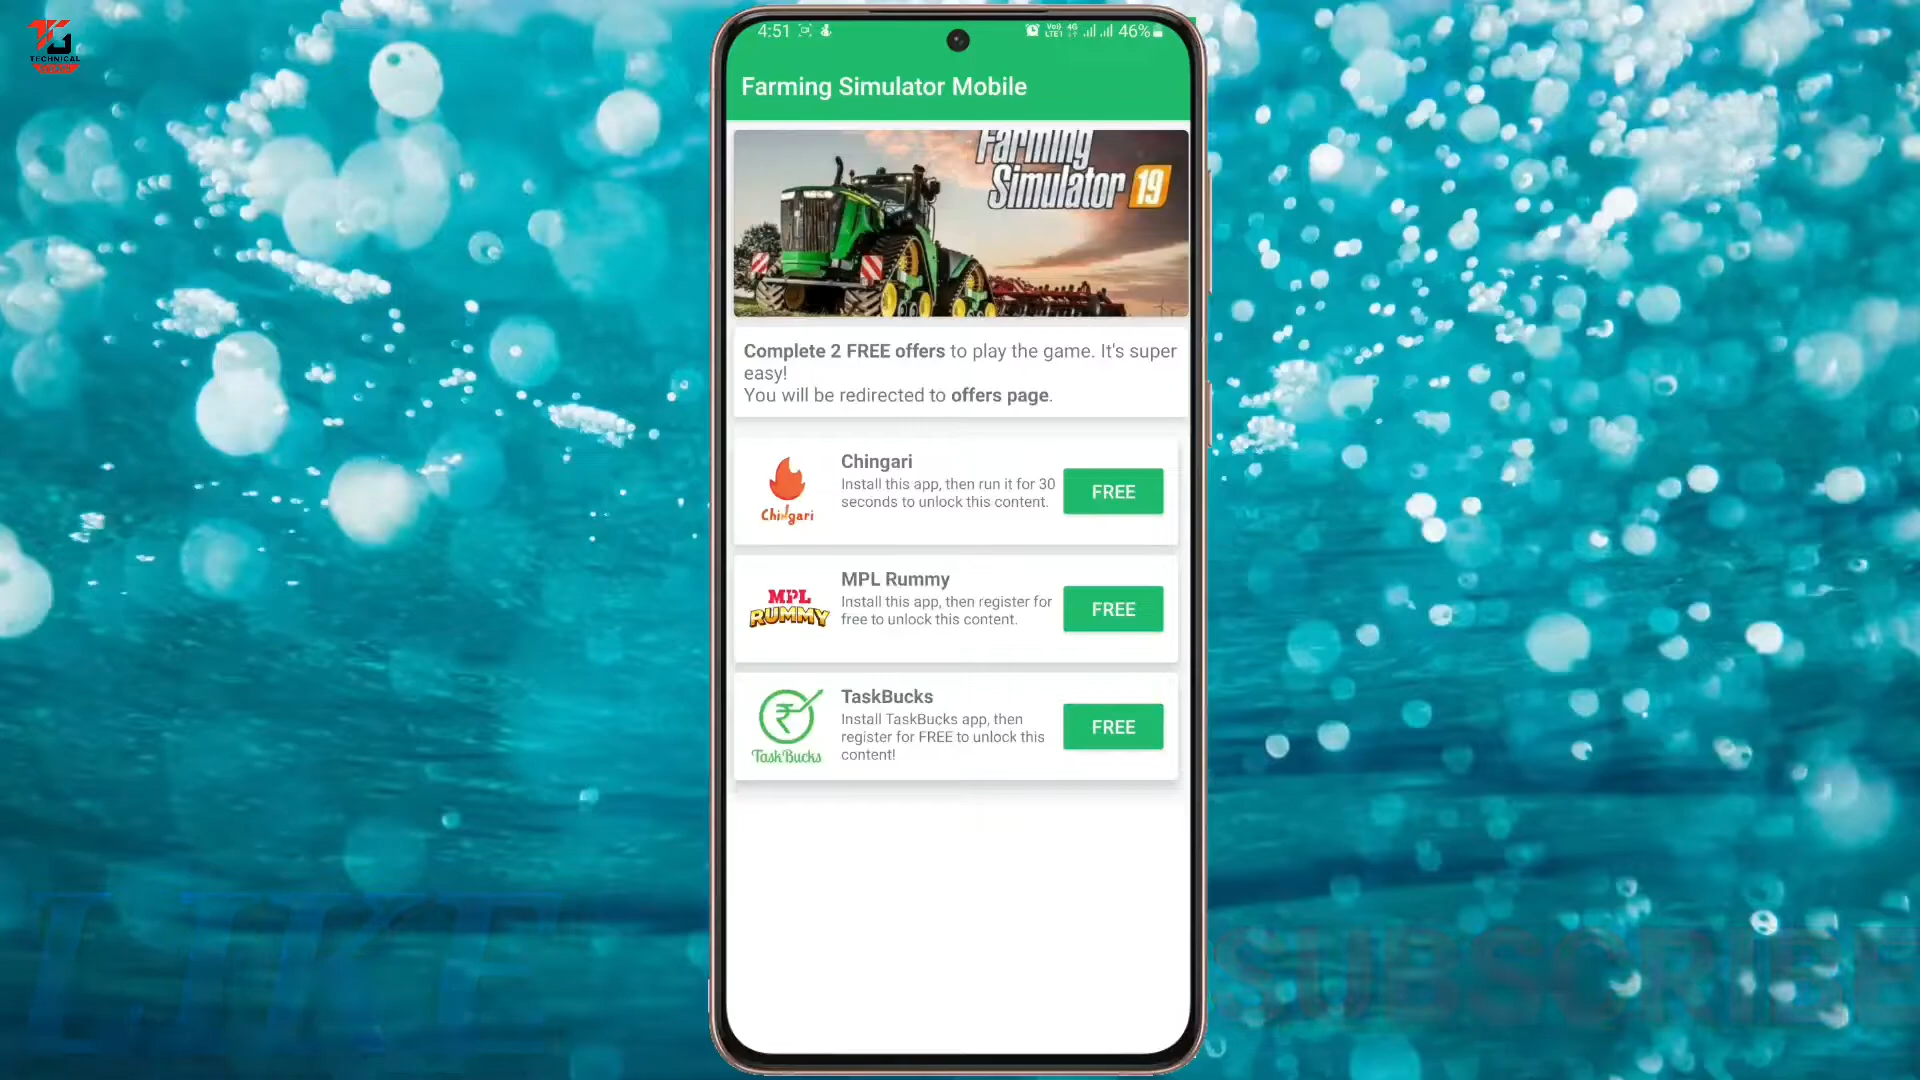 TECHNICAL
4:51
46%
Farming Simulator Mobile
Farming
Simulator 19
Complete 2 FREE offers to play the game. It's super
easy!
You will be redirected to offers page.
Chingari
Install this app, then run it for 30
seconds to unlock this content.
FREE
Chingari
MPL Rummy
Install this app, then register for
free to unlock this content.
FREE
MPL
RUMMY
TaskBucks
Install TaskBucks app, then
register for FREE to unlock this
content!
FREE
TaskBucks
LIKE
SUBSCRIBE